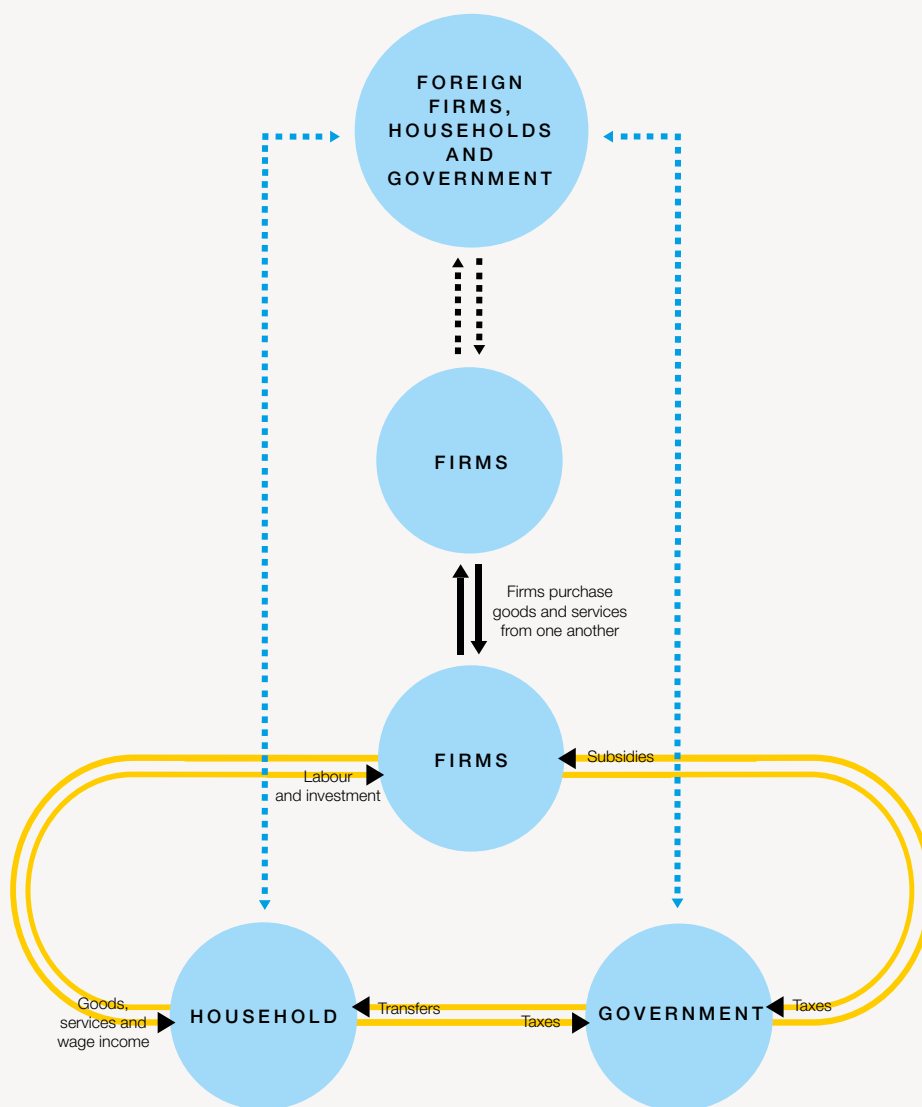 FOREIGN
FIRMS,
HOUSEHOLDS
AND
GOVERNMENT
FIRMS
Firms purchase
goods and services
from one another
FIRMS
Subsidies
Labour
and investment
Goods,
services and
wage income
HOUSEHOLD
Transfers
Taxes
GOVERNMENT
Taxes